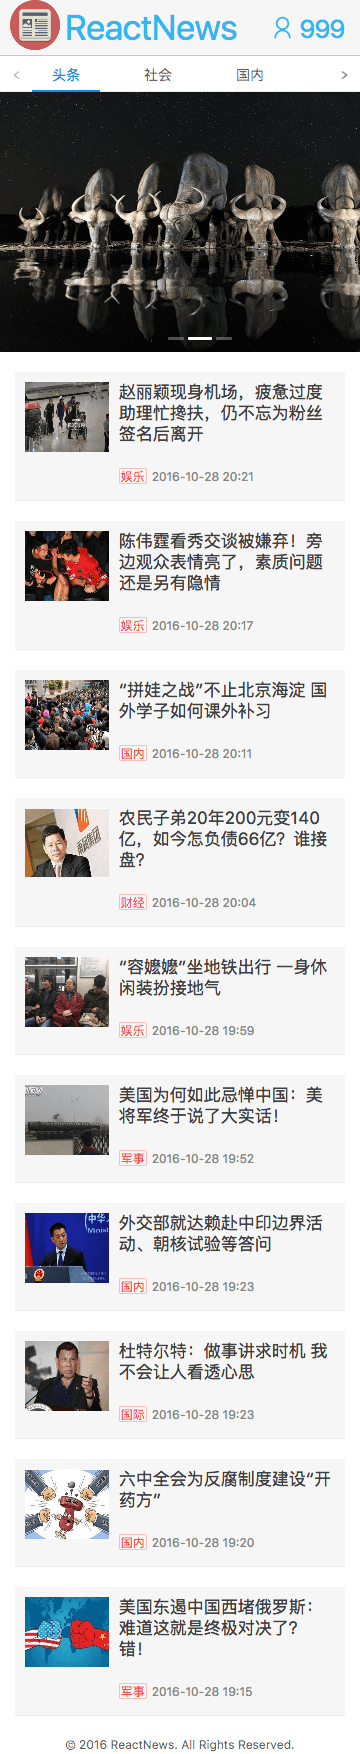 ReactNews 999
< 头条 社会 国内 >
赵丽颖现身机场，疲惫过度
助理忙搀扶，仍不忘为粉丝
签名后离开
娱乐 2016-10-28 20:21
陈伟霆看秀交谈被嫌弃！旁
边观众表情亮了，素质问题
还是另有隐情
娱乐 2016-10-28 20:17
“拼娃之战”不止北京海淀 国
外学子如何课外补习
国内 2016-10-28 20:11
农民子弟20年200元变140
亿，如今怎负债66亿？谁接
盘？
财经 2016-10-28 20:04
“容嬷嬷”坐地铁出行 一身休
闲装扮接地气
娱乐 2016-10-28 19:59
美国为何如此忌惮中国：美
将军终于说了大实话！
军事 2016-10-28 19:52
外交部就达赖赴中印边界活
动、朝核试验等答问
国内 2016-10-28 19:23
杜特尔特：做事讲求时机 我
不会让人看透心思
国际 2016-10-28 19:23
六中全会为反腐制度建设“开
药方”
国内 2016-10-28 19:20
美国东遏中国西堵俄罗斯：
难道这就是终极对决了？
错！
军事 2016-10-28 19:15
© 2016 ReactNews. All Rights Reserved.